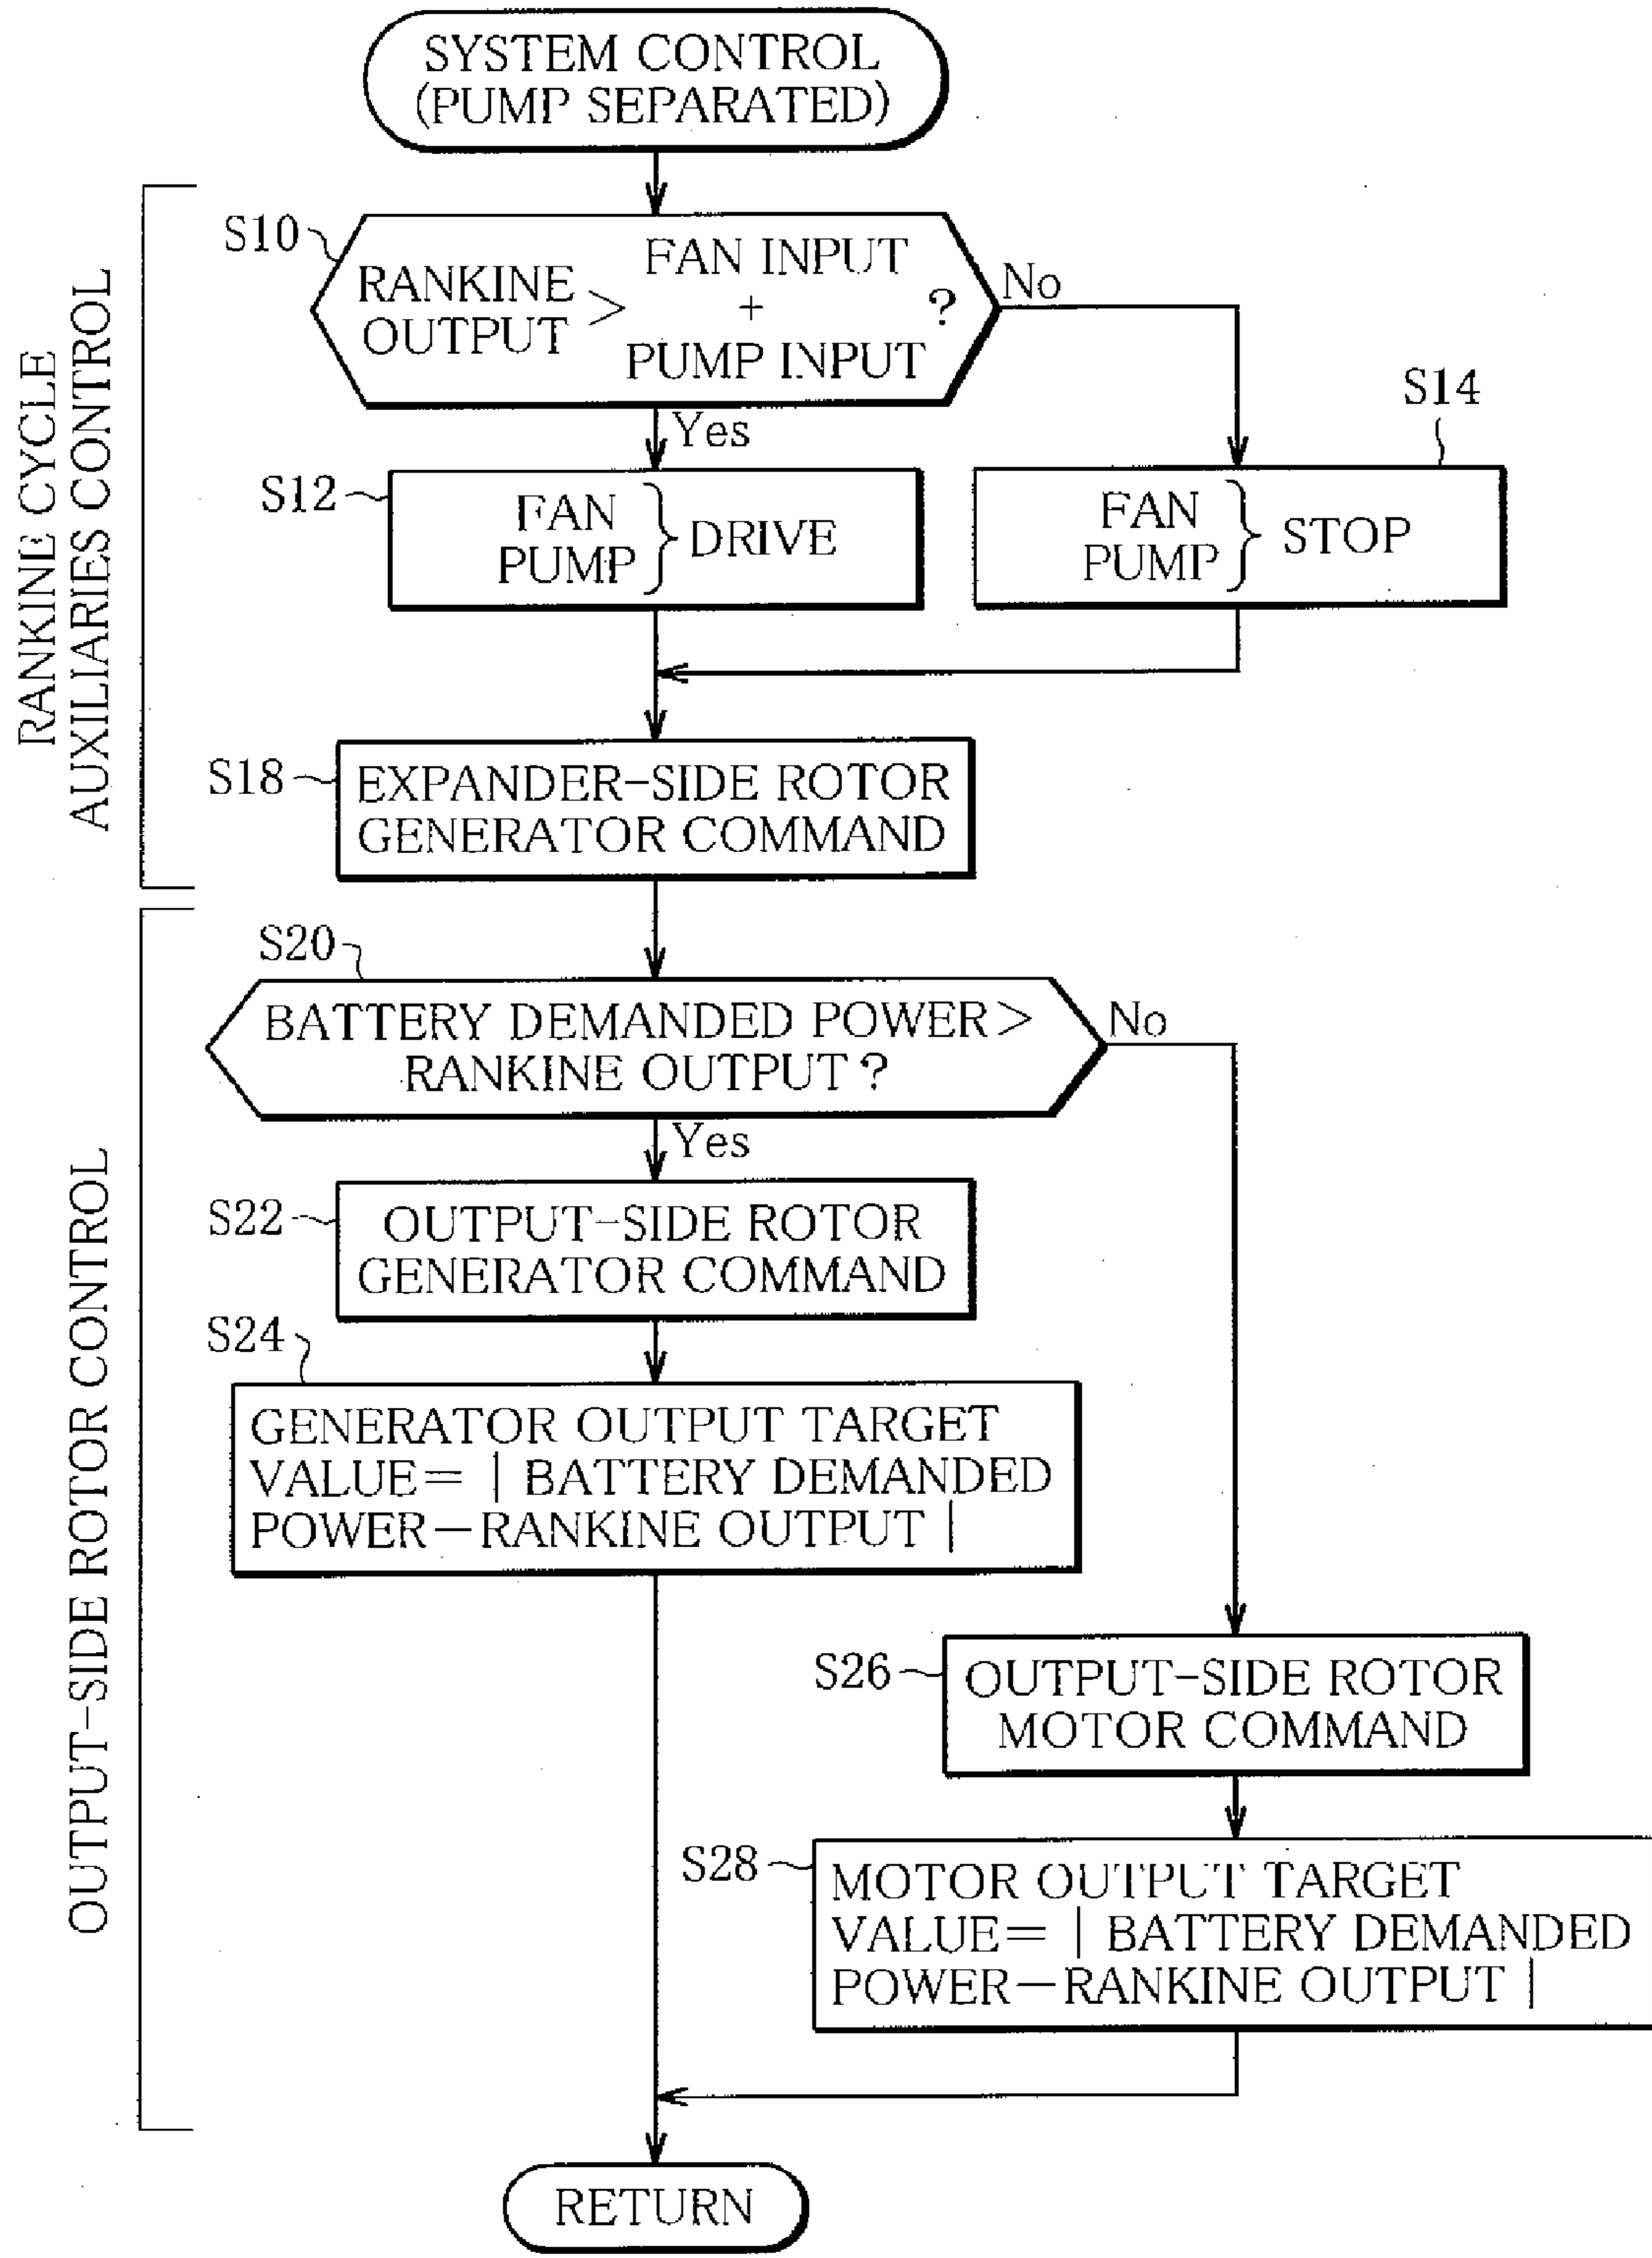 SYSTEM CONTROL
(PUMP SEPARATED)
RANKINE CYCLE
AUXILIARIES CONTROL
S10
RANKINE
OUTPUT
>
FAN INPUT
+
PUMP INPUT
?
No
Yes
S12
FAN
PUMP
} DRIVE
S14
FAN
PUMP
} STOP
S18
EXPANDER-SIDE ROTOR
GENERATOR COMMAND
OUTPUT-SIDE ROTOR CONTROL
S20
BATTERY DEMANDED POWER >
RANKINE OUTPUT ?
No
Yes
S22
OUTPUT-SIDE ROTOR
GENERATOR COMMAND
S24
GENERATOR OUTPUT TARGET
VALUE= | BATTERY DEMANDED
POWER-RANKINE OUTPUT |
S26
OUTPUT-SIDE ROTOR
MOTOR COMMAND
S28
MOTOR OUTPUT TARGET
VALUE= | BATTERY DEMANDED
POWER-RANKINE OUTPUT |
RETURN